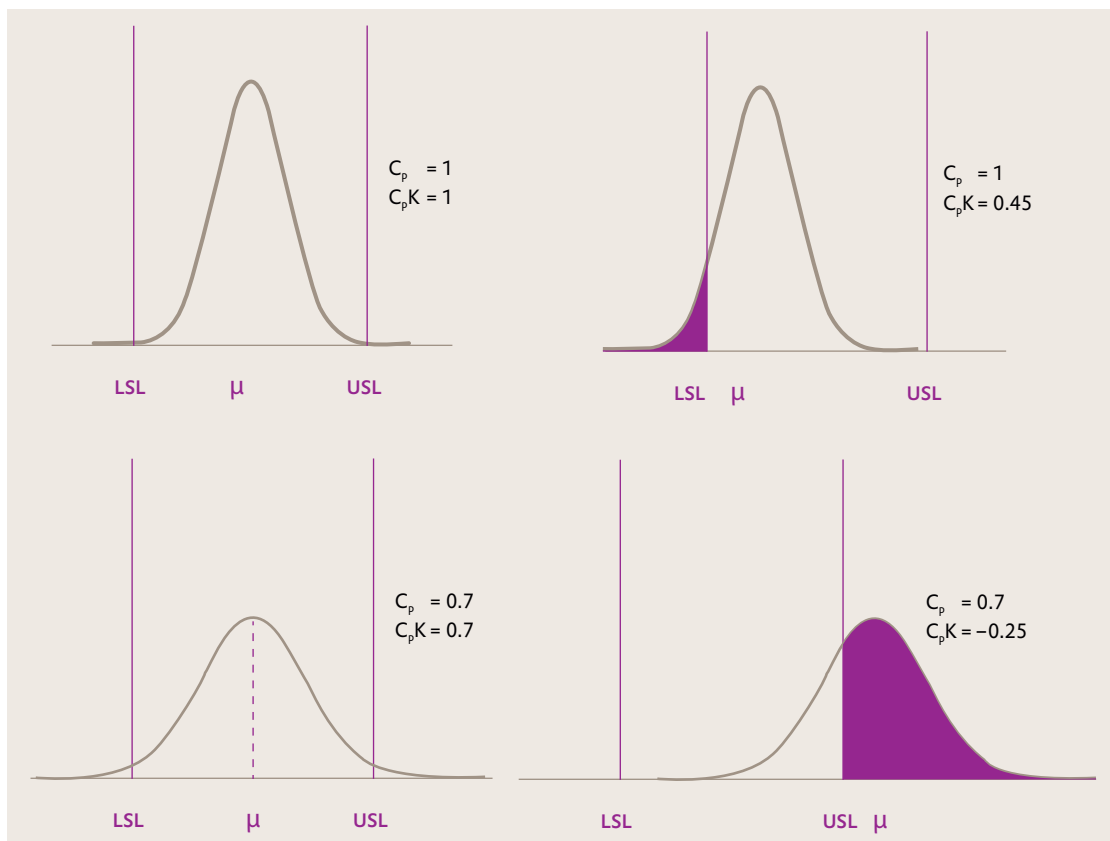 Cp = 1
CpK = 1
LSL μ USL
Cp = 1
CpK = 0.45
LSL μ USL
Cp = 0.7
CpK = 0.7
LSL μ USL
Cp = 0.7
CpK = −0.25
LSL USL μ